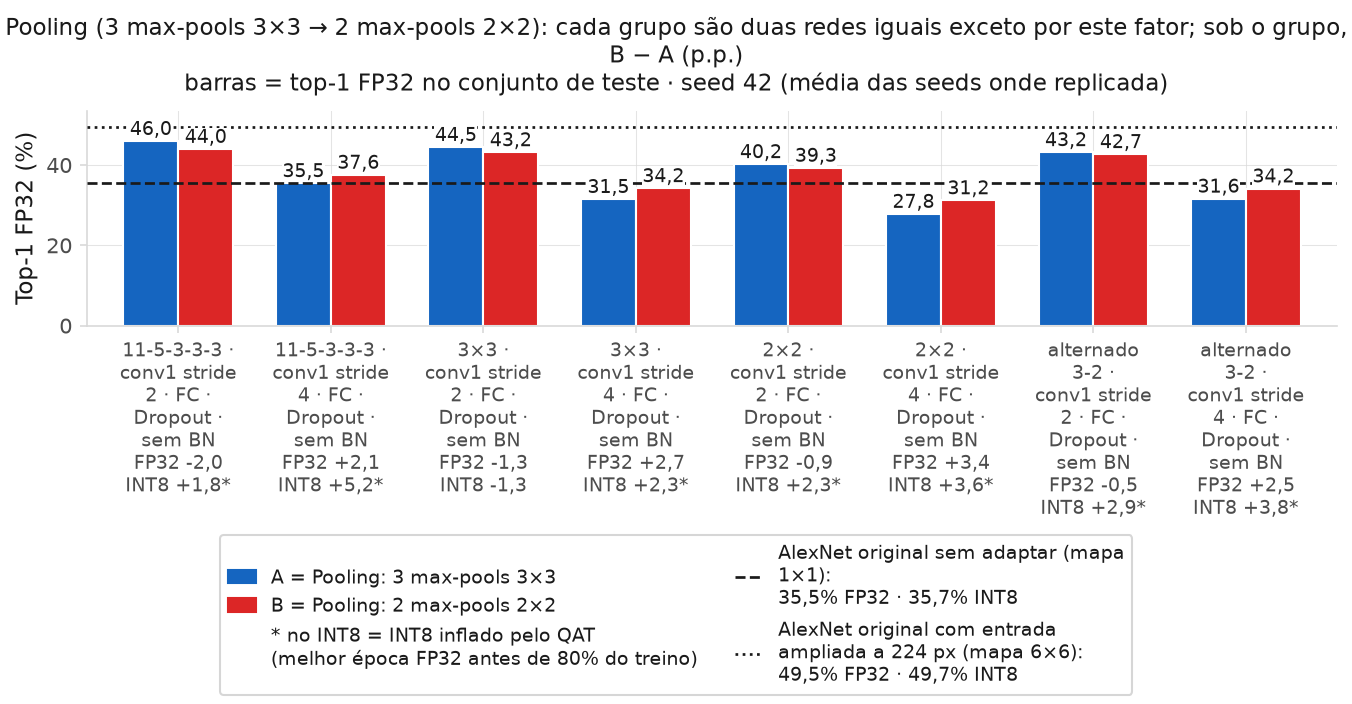 Pooling (3 max-pools 3×3 → 2 max-pools 2×2): cada grupo são duas redes iguais exceto por este fator; sob o grupo,
B − A (p.p.)
barras = top-1 FP32 no conjunto de teste · seed 42 (média das seeds onde replicada)
Top-1 FP32 (%)
40
20
0
46,0
44,0
35,5
37,6
44,5
43,2
31,5
34,2
40,2
39,3
27,8
31,2
43,2
42,7
31,6
34,2
11-5-3-3-3 ·
conv1 stride
2 · FC ·
Dropout ·
sem BN
FP32 -2,0
INT8 +1,8*
11-5-3-3-3 ·
conv1 stride
4 · FC ·
Dropout ·
sem BN
FP32 +2,1
INT8 +5,2*
3×3 ·
conv1 stride
2 · FC ·
Dropout ·
sem BN
FP32 -1,3
INT8 -1,3
3×3 ·
conv1 stride
4 · FC ·
Dropout ·
sem BN
FP32 +2,7
INT8 +2,3*
2×2 ·
conv1 stride
2 · FC ·
Dropout ·
sem BN
FP32 -0,9
INT8 +2,3*
2×2 ·
conv1 stride
4 · FC ·
Dropout ·
sem BN
FP32 +3,4
INT8 +3,6*
alternado
3-2 ·
conv1 stride
2 · FC ·
Dropout ·
sem BN
FP32 -0,5
INT8 +2,9*
alternado
3-2 ·
conv1 stride
4 · FC ·
Dropout ·
sem BN
FP32 +2,5
INT8 +3,8*
A = Pooling: 3 max-pools 3×3
B = Pooling: 2 max-pools 2×2
* no INT8 = INT8 inflado pelo QAT
(melhor época FP32 antes de 80% do treino)
AlexNet original sem adaptar (mapa
1×1):
35,5% FP32 · 35,7% INT8
AlexNet original com entrada
ampliada a 224 px (mapa 6×6):
49,5% FP32 · 49,7% INT8